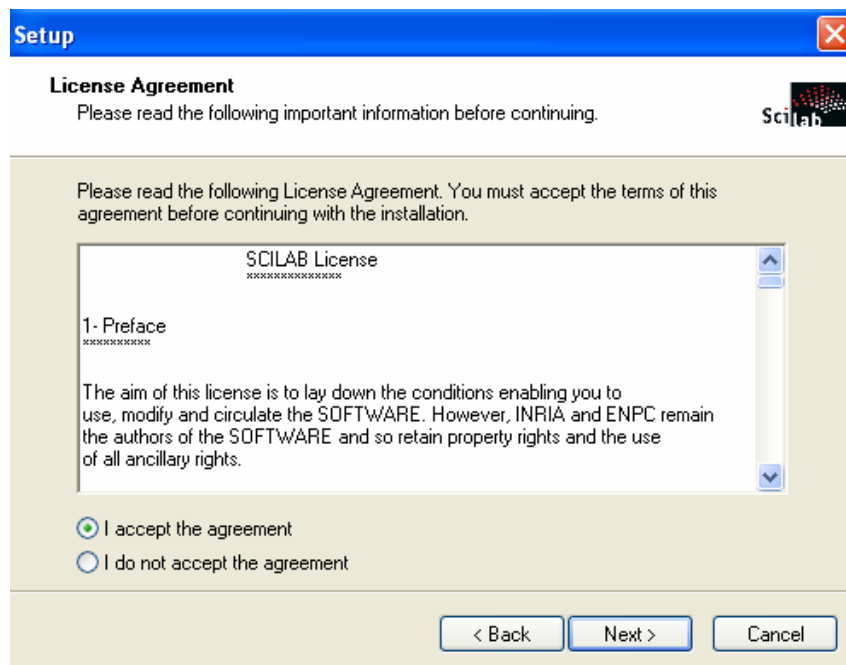 Setup
License Agreement
Please read the following important information before continuing.
Scilab
Please read the following License Agreement. You must accept the terms of this
agreement before continuing with the installation.
SCILAB License
**************
1- Preface
**********
The aim of this license is to lay down the conditions enabling you to
use, modify and circulate the SOFTWARE. However, INRIA and ENPC remain
the authors of the SOFTWARE and so retain property rights and the use
of all ancillary rights.
I accept the agreement
I do not accept the agreement
< Back
Next >
Cancel